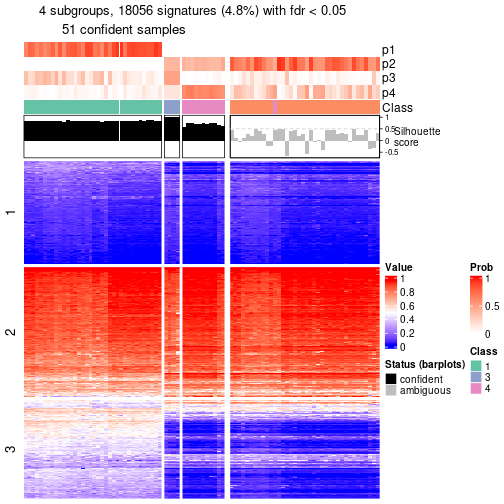 4 subgroups, 18056 signatures (4.8%) with fdr < 0.05
51 confident samples
p1
p2
p3
p4
Class
1
0.5
0
-0.5
Silhouette
score
1
2
3
Value
1
0.8
0.6
0.4
0.2
0
Prob
1
0.5
0
Status (barplots)
confident
ambiguous
Class
1
3
4